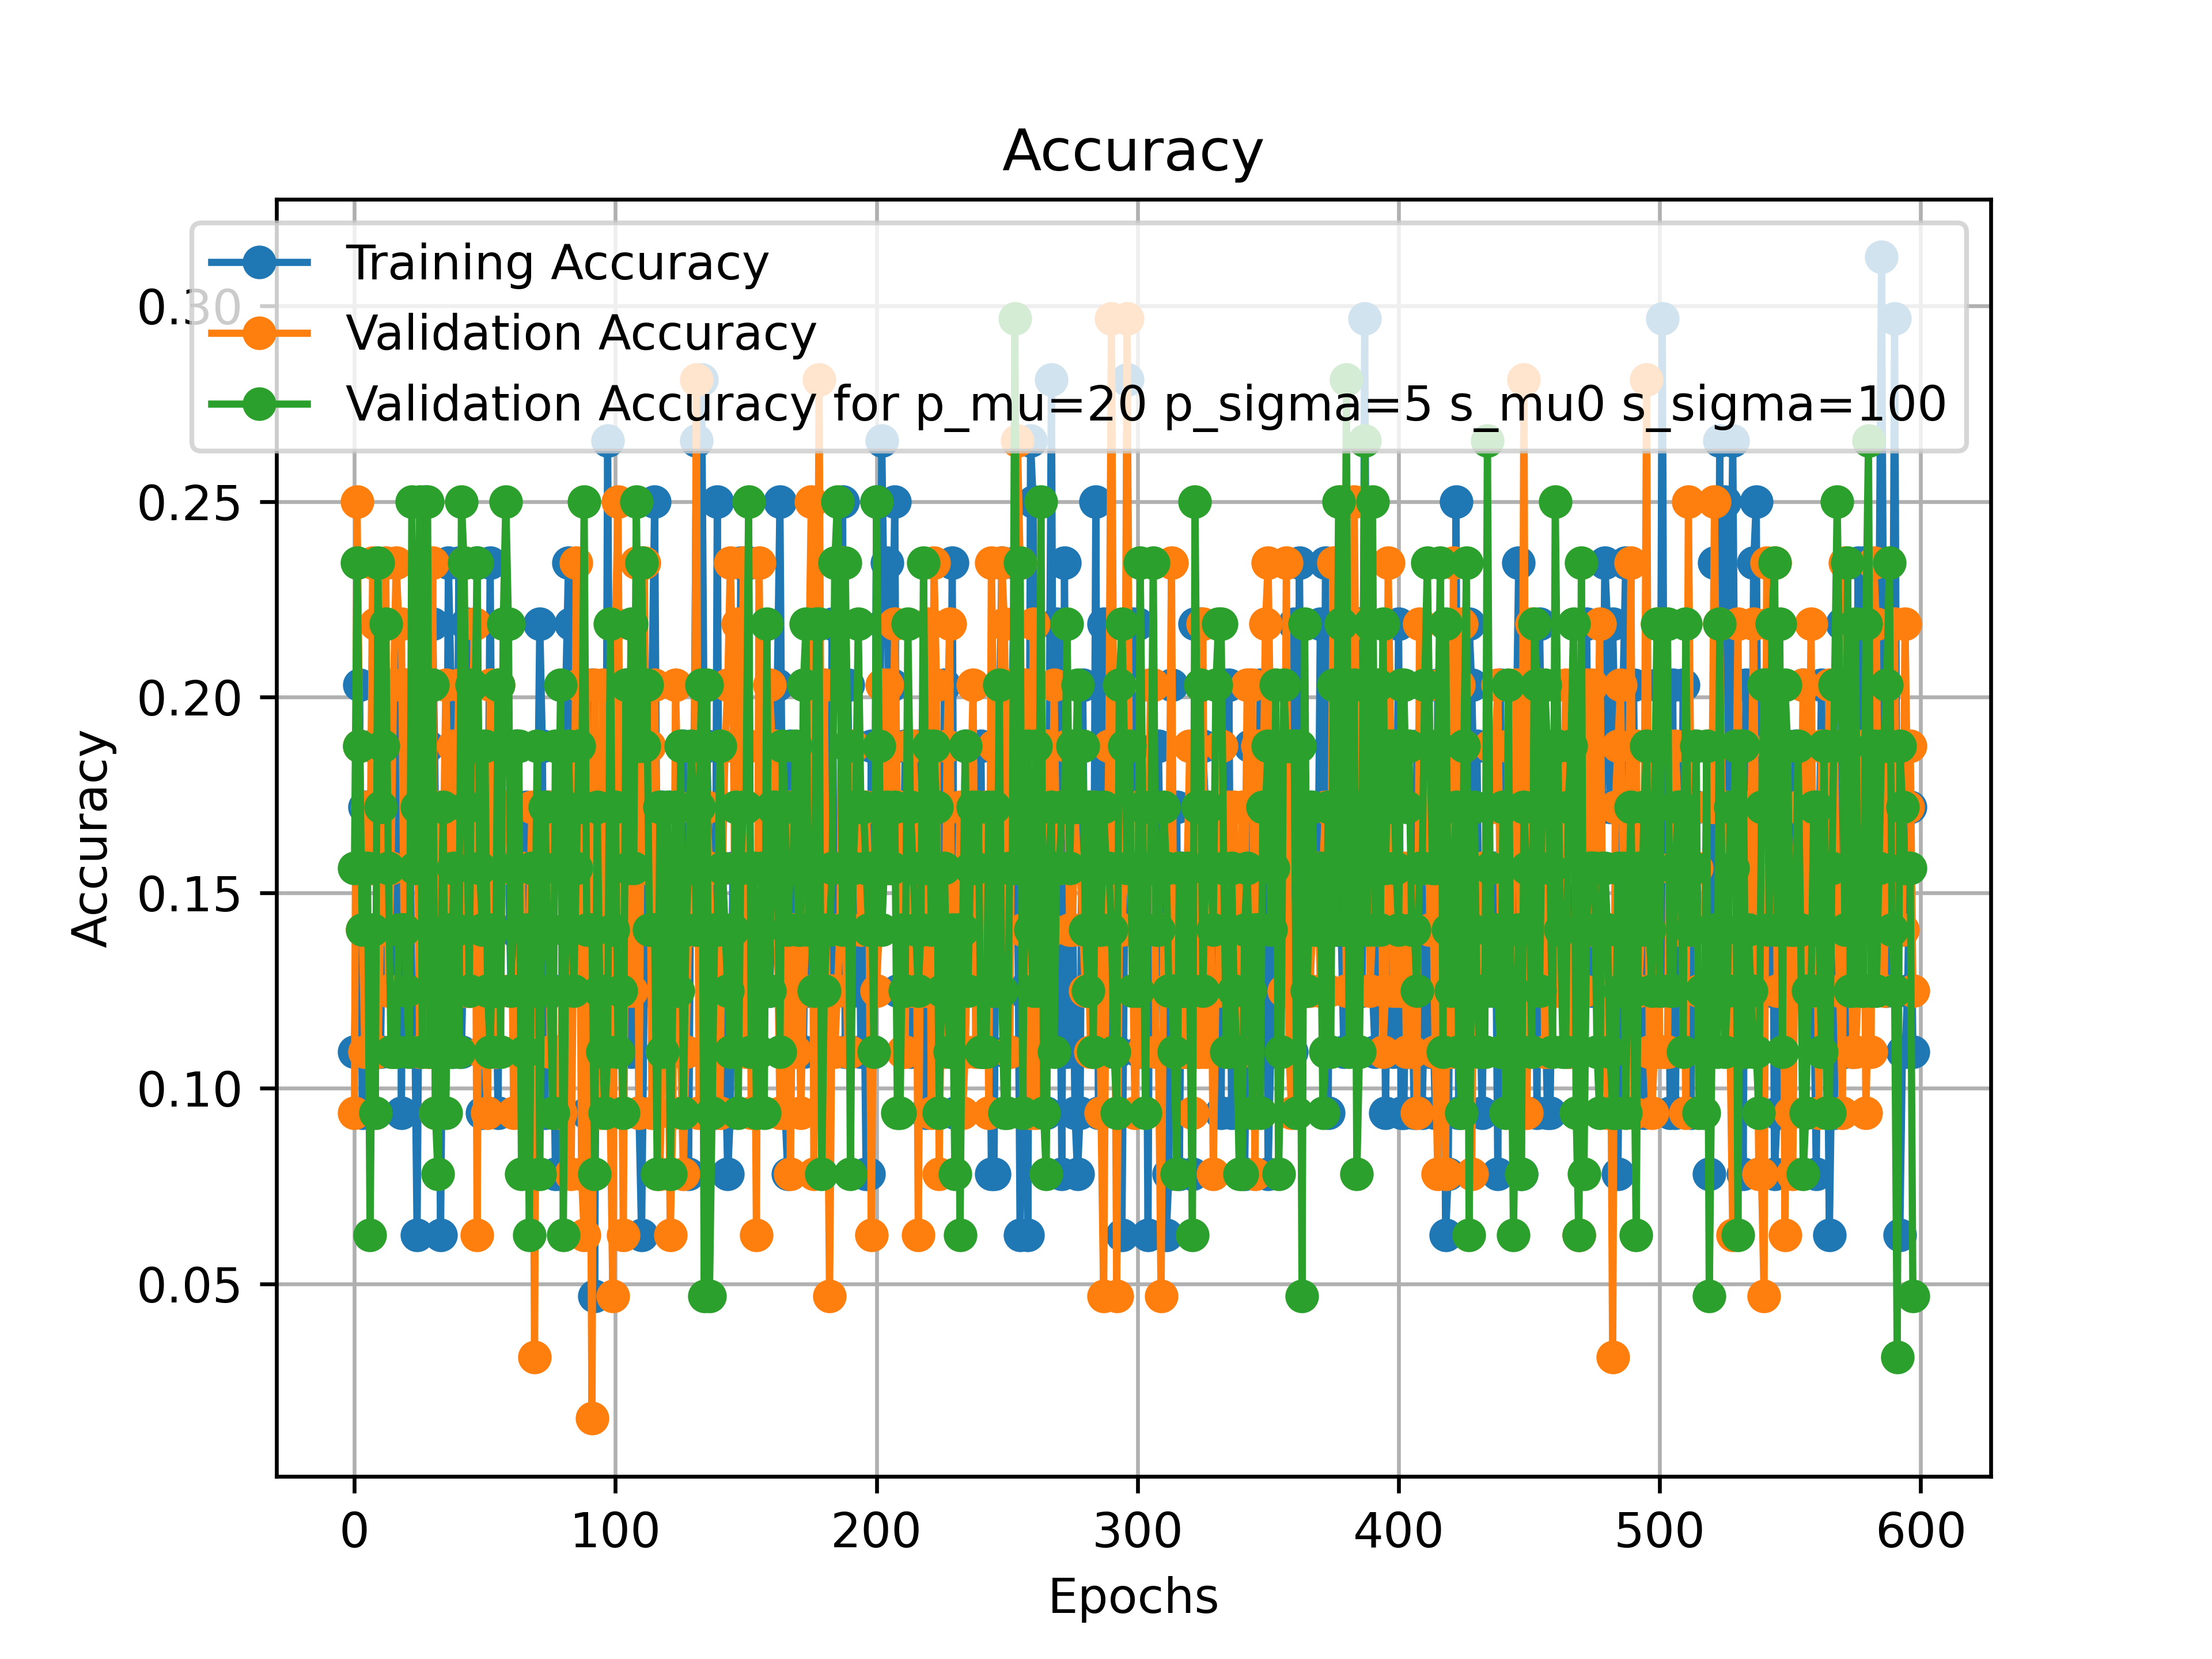 Accuracy
Training Accuracy
Validation Accuracy
Validation Accuracy for p_mu=20 p_sigma=5 s_mu0 s_sigma=100
0.30
0.25
0.20
0.15
0.10
0.05
Accuracy
0 100 200 300 400 500 600
Epochs